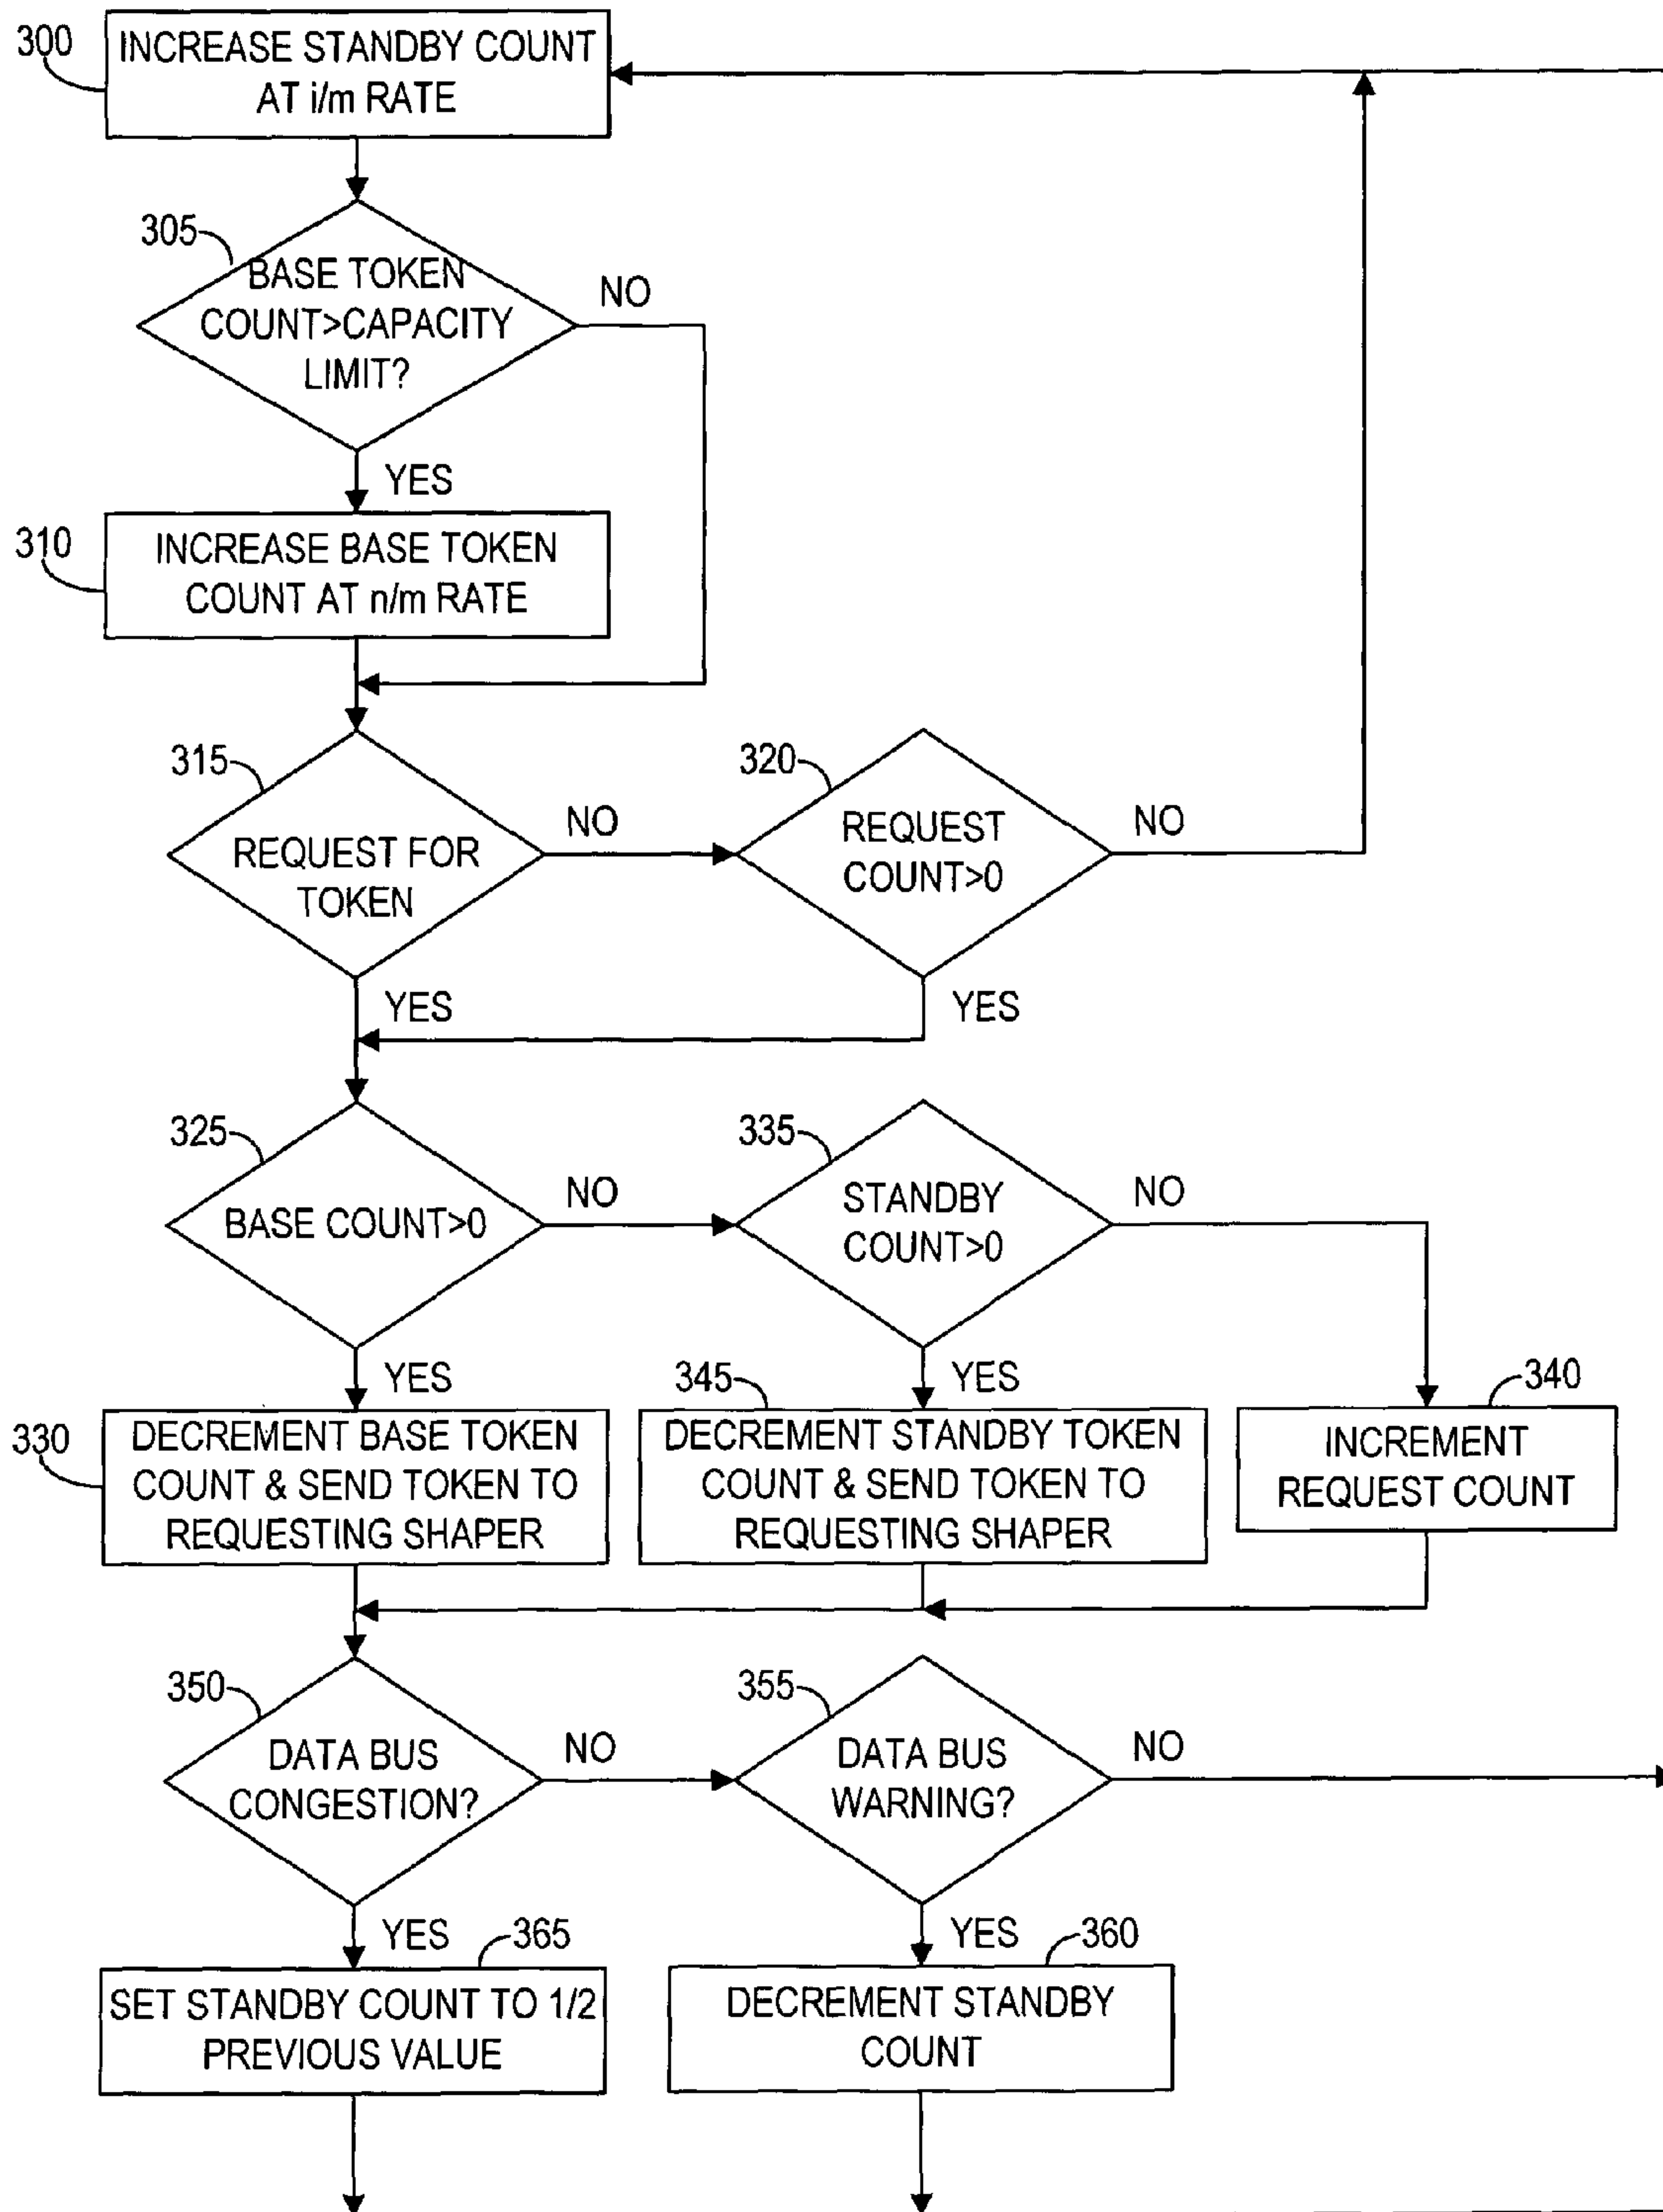 300
INCREASE STANDBY COUNT
AT i/m RATE
305
BASE TOKEN
COUNT>CAPACITY
LIMIT?
NO
YES
310
INCREASE BASE TOKEN
COUNT AT n/m RATE
315
REQUEST FOR
TOKEN
NO
YES
320
REQUEST
COUNT>0
NO
YES
325
BASE COUNT>0
NO
YES
335
STANDBY
COUNT>0
NO
YES
330
DECREMENT BASE TOKEN
COUNT & SEND TOKEN TO
REQUESTING SHAPER
345
DECREMENT STANDBY TOKEN
COUNT & SEND TOKEN TO
REQUESTING SHAPER
340
INCREMENT
REQUEST COUNT
350
DATA BUS
CONGESTION?
NO
YES
355
DATA BUS
WARNING?
NO
YES
365
SET STANDBY COUNT TO 1/2
PREVIOUS VALUE
360
DECREMENT STANDBY
COUNT